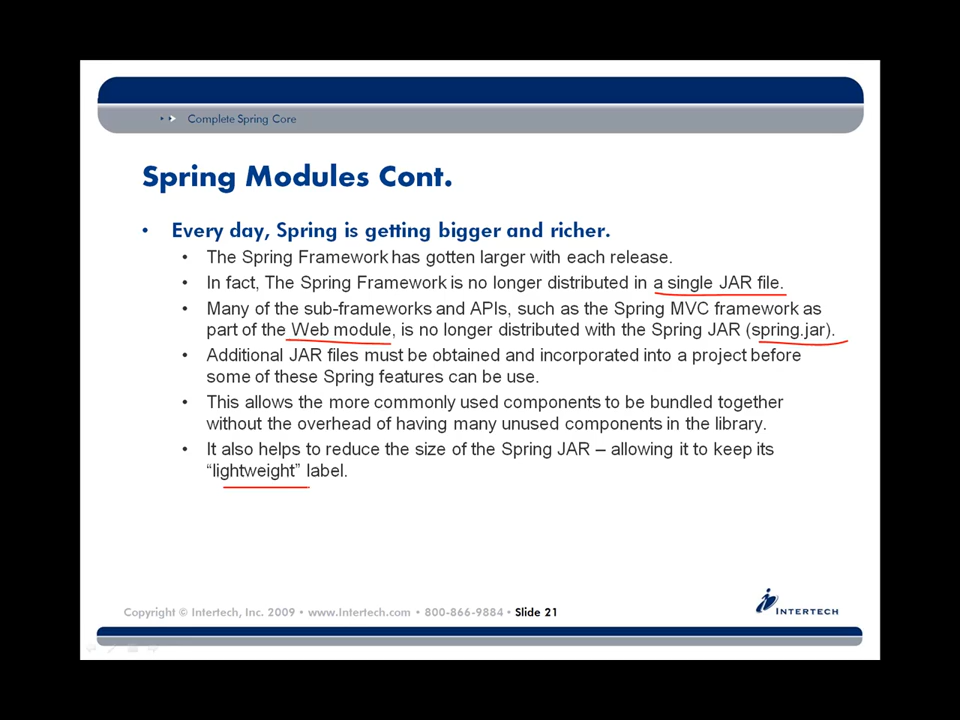 Complete Spring Core
Spring Modules Cont.
• Every day, Spring is getting bigger and richer.
• The Spring Framework has gotten larger with each release.
• In fact, The Spring Framework is no longer distributed in a single JAR file.
• Many of the sub-frameworks and APIs, such as the Spring MVC framework as
part of the Web module, is no longer distributed with the Spring JAR (spring.jar).
• Additional JAR files must be obtained and incorporated into a project before
some of these Spring features can be use.
• This allows the more commonly used components to be bundled together
without the overhead of having many unused components in the library.
• It also helps to reduce the size of the Spring JAR – allowing it to keep its
“lightweight” label.
Copyright © Intertech, Inc. 2009 • www.Intertech.com • 800-866-9884 • Slide 21
INTERTECH